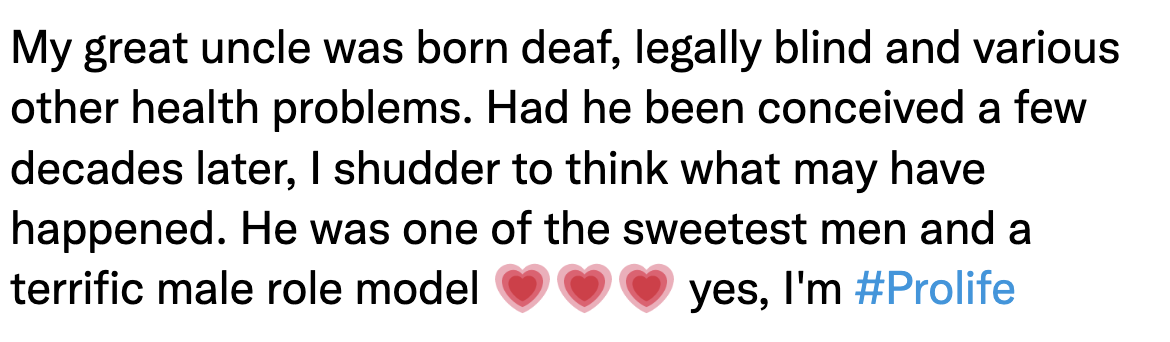 My great uncle was born deaf, legally blind and various
other health problems. Had he been conceived a few
decades later, I shudder to think what may have
happened. He was one of the sweetest men and a
terrific male role model 💗💗💗 yes, I'm #Prolife